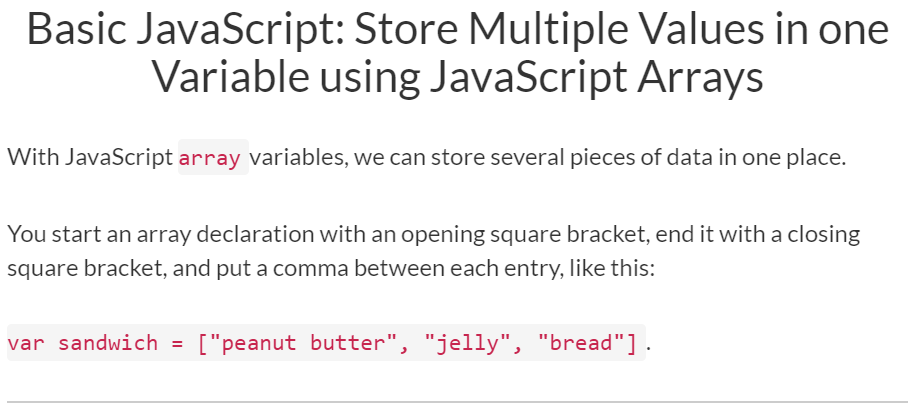 Basic JavaScript: Store Multiple Values in one
Variable using JavaScript Arrays
With JavaScript array variables, we can store several pieces of data in one place.
You start an array declaration with an opening square bracket, end it with a closing
square bracket, and put a comma between each entry, like this:
var sandwich = ["peanut butter", "jelly", "bread"] .